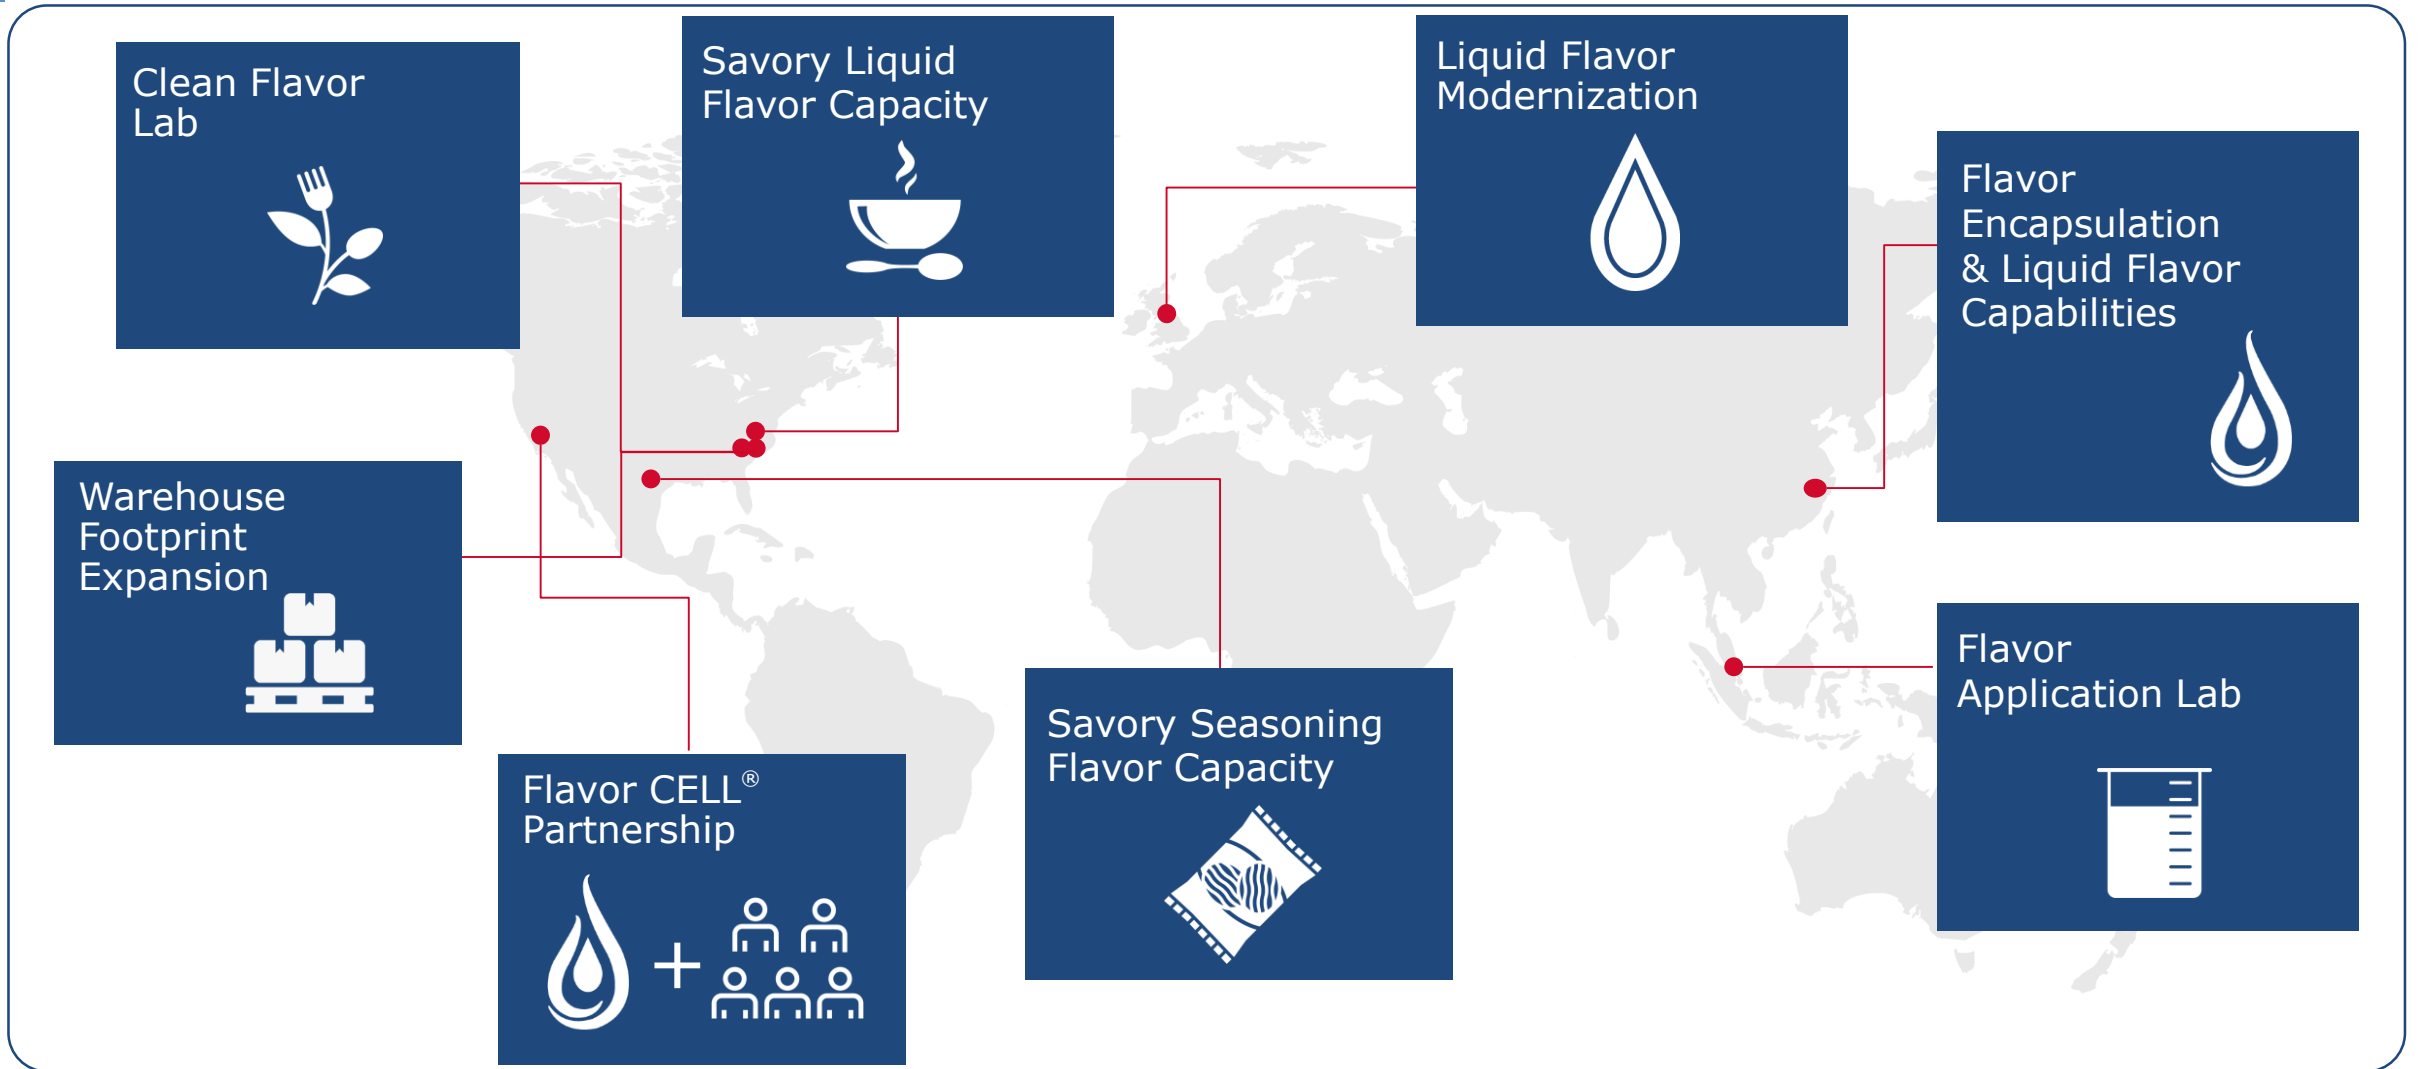 Clean Flavor
Lab
Savory Liquid
Flavor Capacity
Liquid Flavor
Modernization
Flavor
Encapsulation
& Liquid Flavor
Capabilities
Warehouse
Footprint
Expansion
Flavor CELL®
Partnership
Savory Seasoning
Flavor Capacity
Flavor
Application Lab